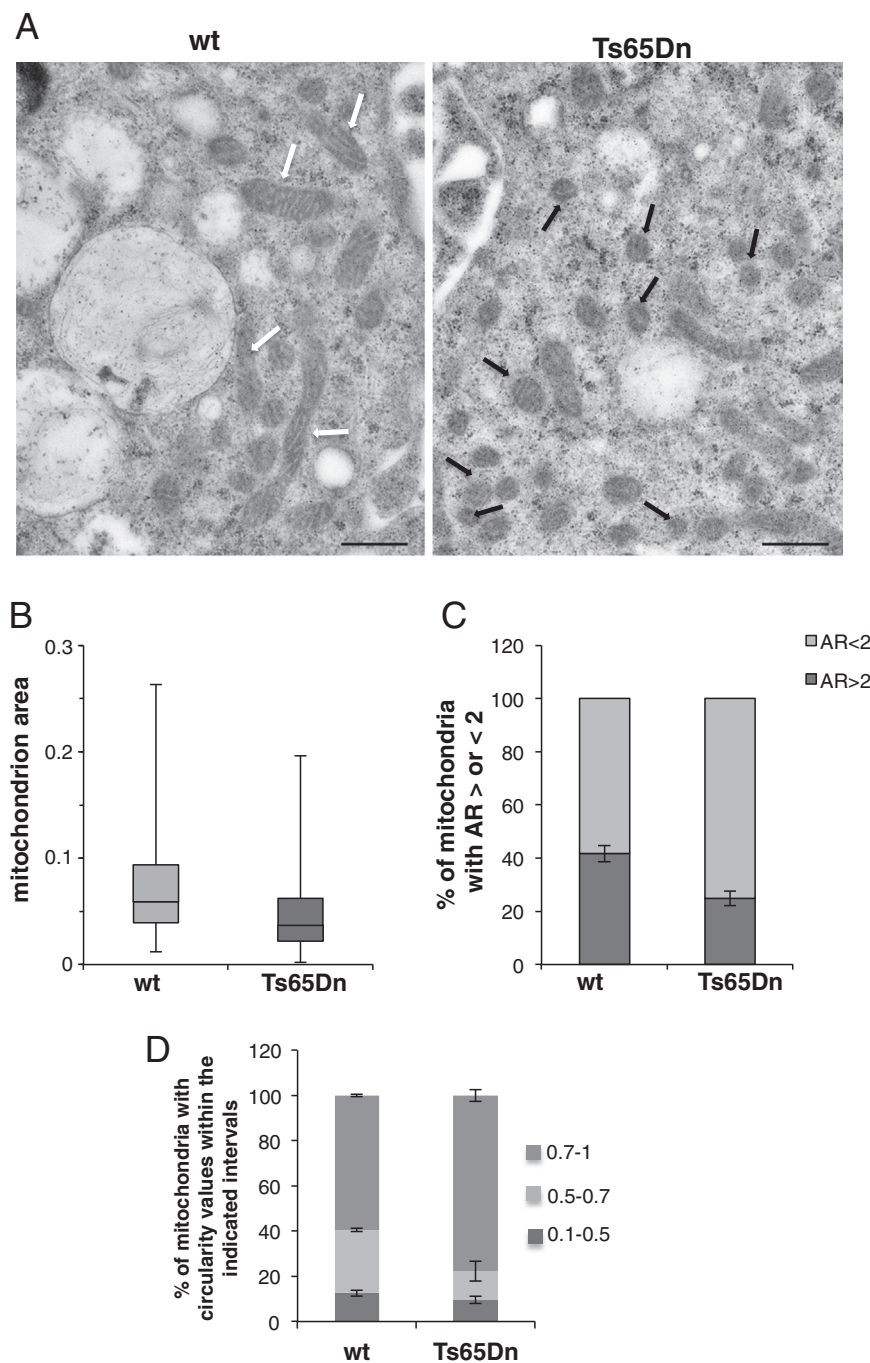 A
wt
Ts65Dn
B
mitochondrion area
0.3
0.2
0.1
0
wt
Ts65Dn
C
% of mitochondria
with AR > or < 2
120
100
80
60
40
20
0
wt
Ts65Dn
AR<2
AR>2
D
% of mitochondria with
circularity values within the
indicated intervals
120
100
80
60
40
20
0
wt
Ts65Dn
0.7-1
0.5-0.7
0.1-0.5